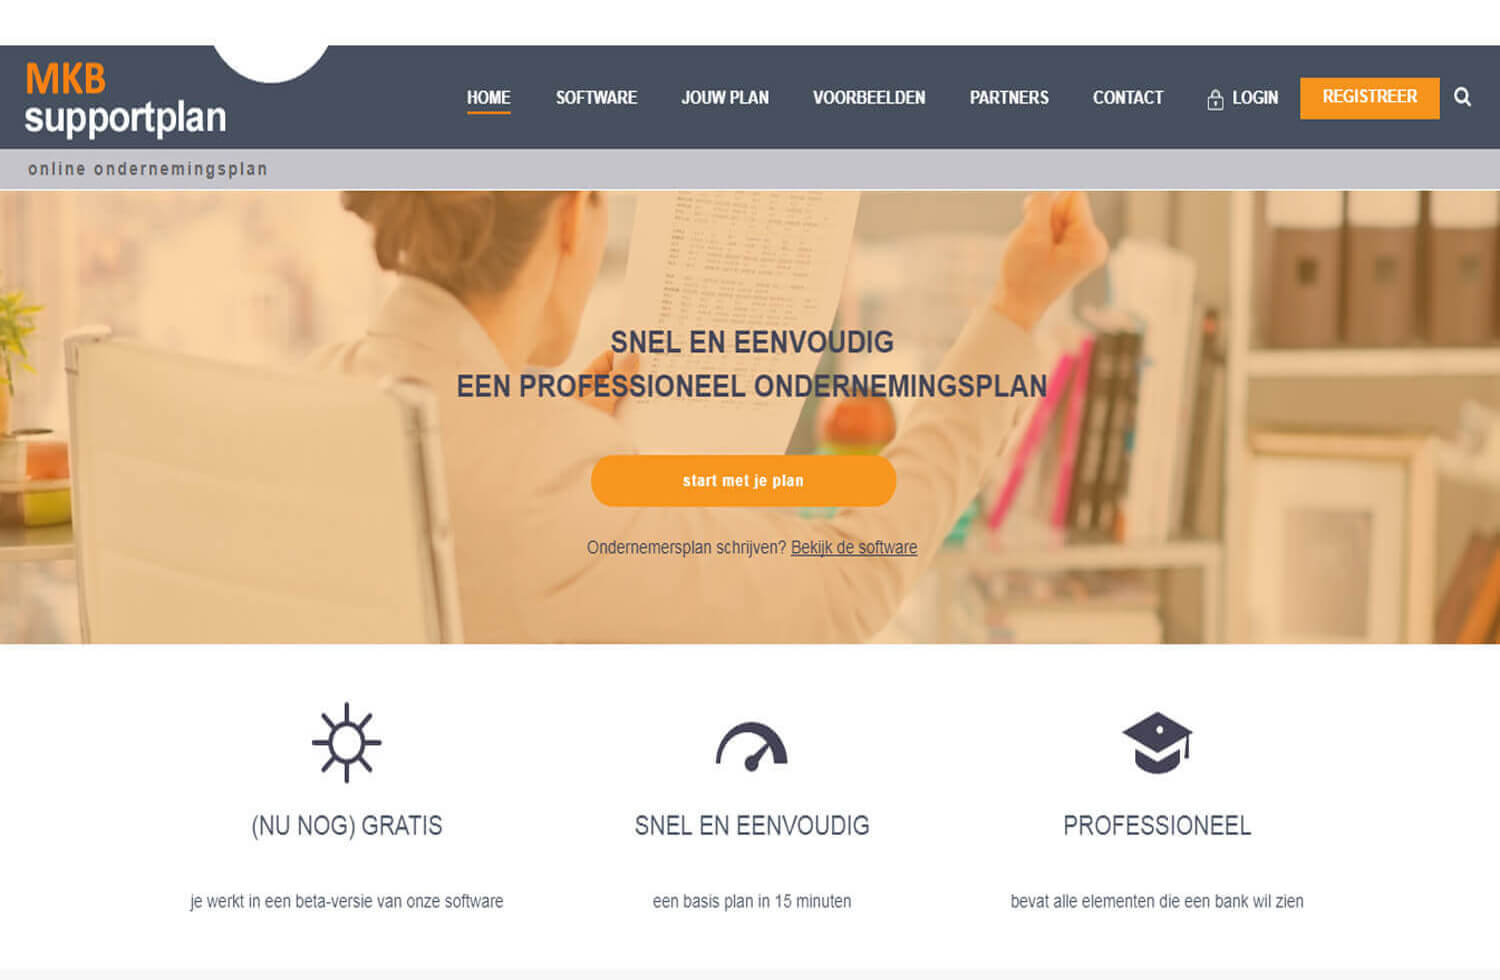 MKB
supportplan
HOME SOFTWARE JOUW PLAN VOORBEELDEN PARTNERS CONTACT LOGIN REGISTREER
online ondernemingsplan
SNEL EN EENVOUDIG
EEN PROFESSIONEEL ONDERNEMINGSPLAN
start met je plan
Ondernemersplan schrijven? Bekijk de software
(NU NOG) GRATIS
je werkt in een beta-versie van onze software
SNEL EN EENVOUDIG
een basis plan in 15 minuten
PROFESSIONEEL
bevat alle elementen die een bank wil zien